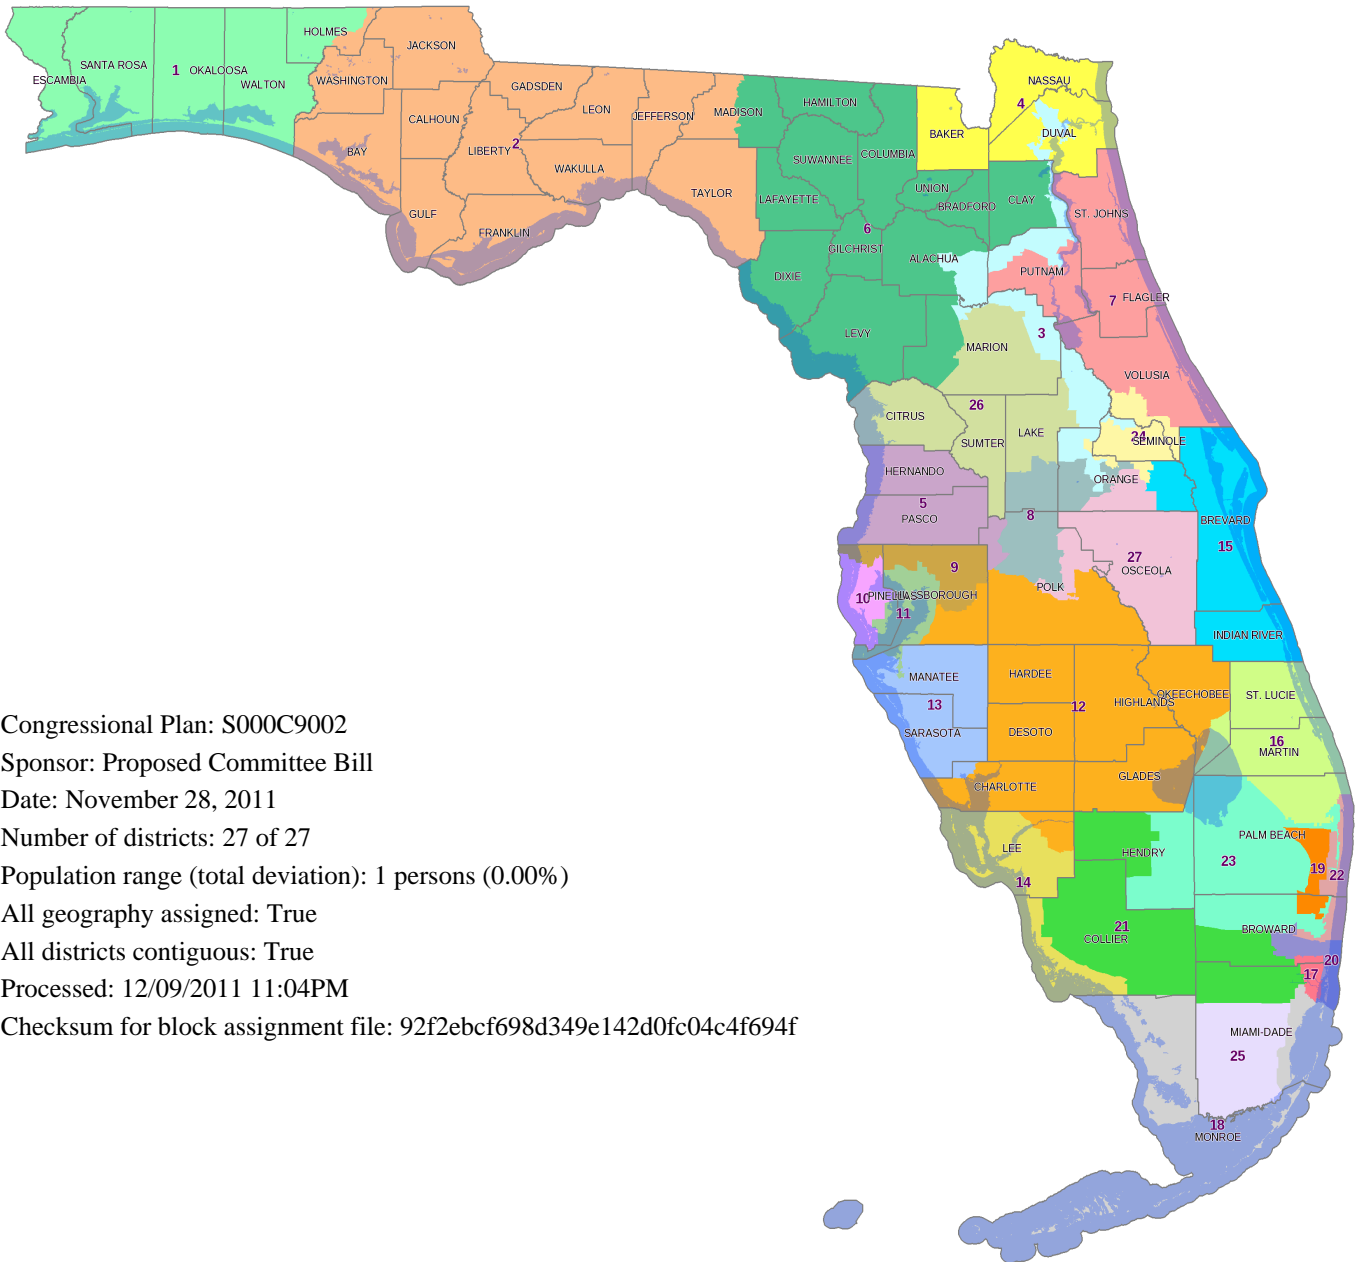 HOLMES
JACKSON
SANTA ROSA
1
OKALOOSA
ESCAMBIA
WALTON
WASHINGTON
GADSDEN
LEON
JEFFERSON
MADISON
CALHOUN
LIBERTY
2
BAY
WAKULLA
TAYLOR
GULF
FRANKLIN
HAMILTON
SUWANNEE
COLUMBIA
BAKER
NASSAU
4
DUVAL
LAFAYETTE
UNION
BRADFORD
CLAY
ST. JOHNS
6
GILCHRIST
ALACHUA
DIXIE
PUTNAM
7
FLAGLER
LEVY
MARION
3
VOLUSIA
CITRUS
26
SUMTER
LAKE
24
SEMINOLE
HERNANDO
ORANGE
5
PASCO
8
BREVARD
15
27
OSCEOLA
9
POLK
10
PINELLAS
HILLSBOROUGH
11
INDIAN RIVER
MANATEE
HARDEE
OKEECHOBEE
ST. LUCIE
13
12
HIGHLANDS
SARASOTA
DESOTO
16
MARTIN
CHARLOTTE
GLADES
LEE
HENDRY
PALM BEACH
23
19
22
14
21
COLLIER
BROWARD
20
17
MIAMI-DADE
25
18
MONROE
Congressional Plan: S000C9002
Sponsor: Proposed Committee Bill
Date: November 28, 2011
Number of districts: 27 of 27
Population range (total deviation): 1 persons (0.00%)
All geography assigned: True
All districts contiguous: True
Processed: 12/09/2011 11:04PM
Checksum for block assignment file: 92f2ebcf698d349e142d0fc04c4f694f